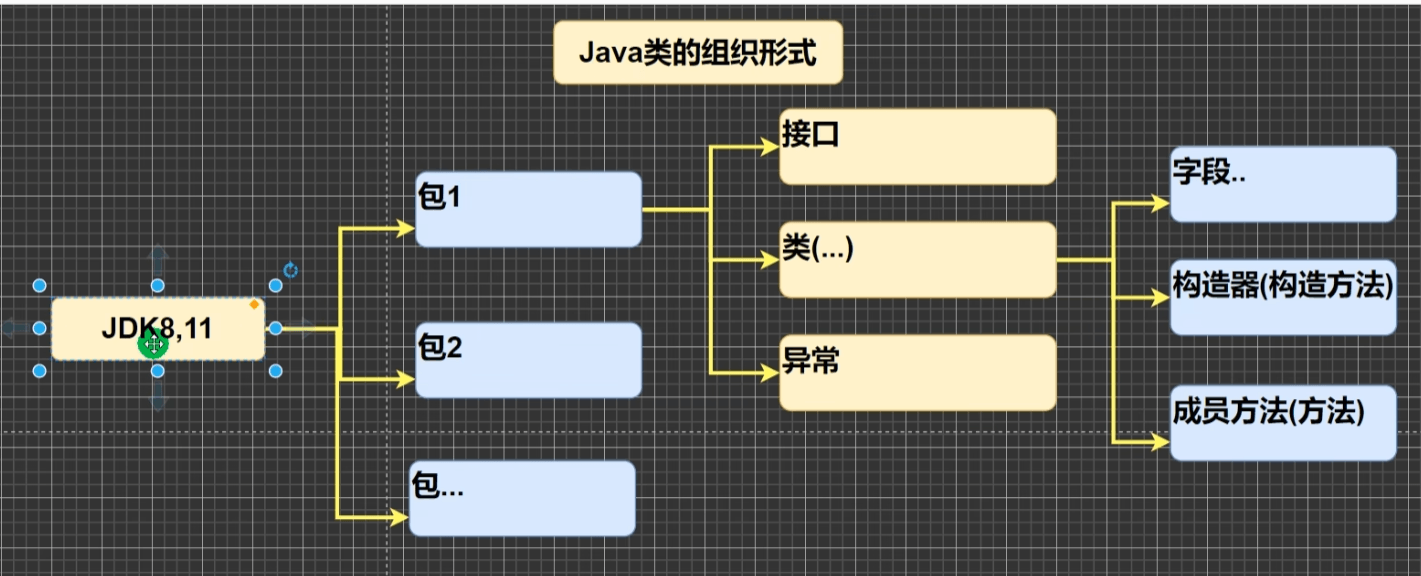 Java类的组织形式
JDK8,11
包1
包2
包...
接口
类(...)
异常
字段..
构造器(构造方法)
成员方法(方法)